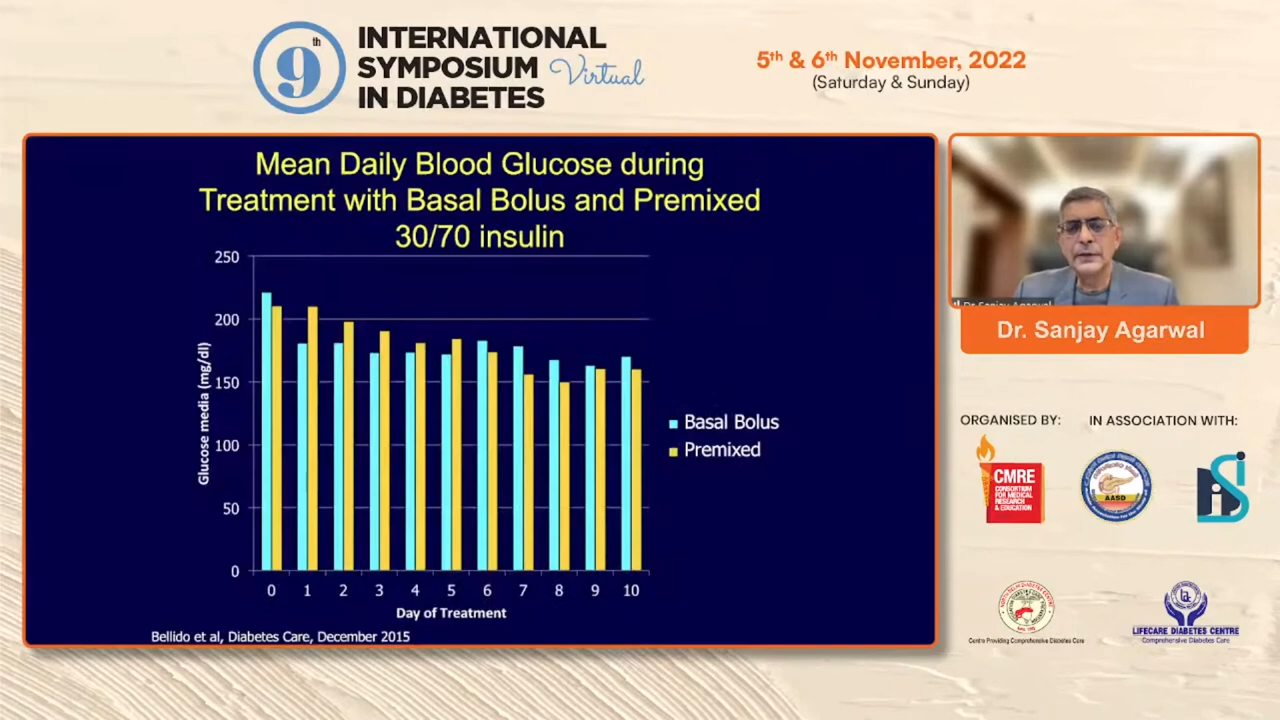 9th
INTERNATIONAL
SYMPOSIUM Virtual
IN DIABETES
5th & 6th November, 2022
(Saturday & Sunday)
Mean Daily Blood Glucose during
Treatment with Basal Bolus and Premixed
30/70 insulin
250
200
150
100
50
0
Glucose media (mg/dl)
0 1 2 3 4 5 6 7 8 9 10
Day of Treatment
Basal Bolus
Premixed
Bellido et al, Diabetes Care, December 2015
Dr. Sanjay Agarwal
Dr. Sanjay Agarwal
ORGANISED BY:
IN ASSOCIATION WITH:
CMRE
CONSORTIUM
FOR MEDICAL
RESEARCH
& EDUCATION
AASD
Centre Providing Comprehensive Diabetes Care
LIFECARE DIABETES CENTRE
Comprehensive Diabetes Care